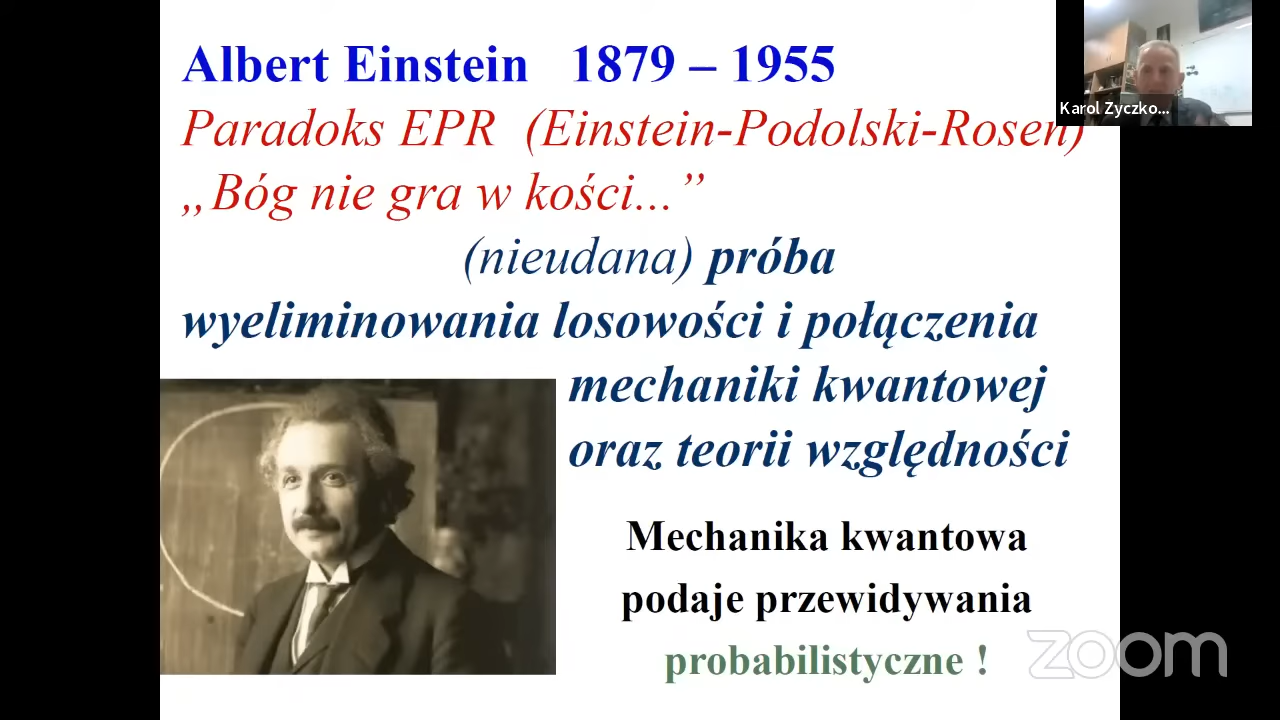 Albert Einstein 1879 – 1955
Paradoks EPR (Einstein-Podolski-Rosen)
„Bóg nie gra w kości...”
(nieudana) próba
wyeliminowania losowości i połączenia
mechaniki kwantowej
oraz teorii względności
Mechanika kwantowa
podaje przewidywania
probabilistyczne !
Karol Zyczko...
zoom